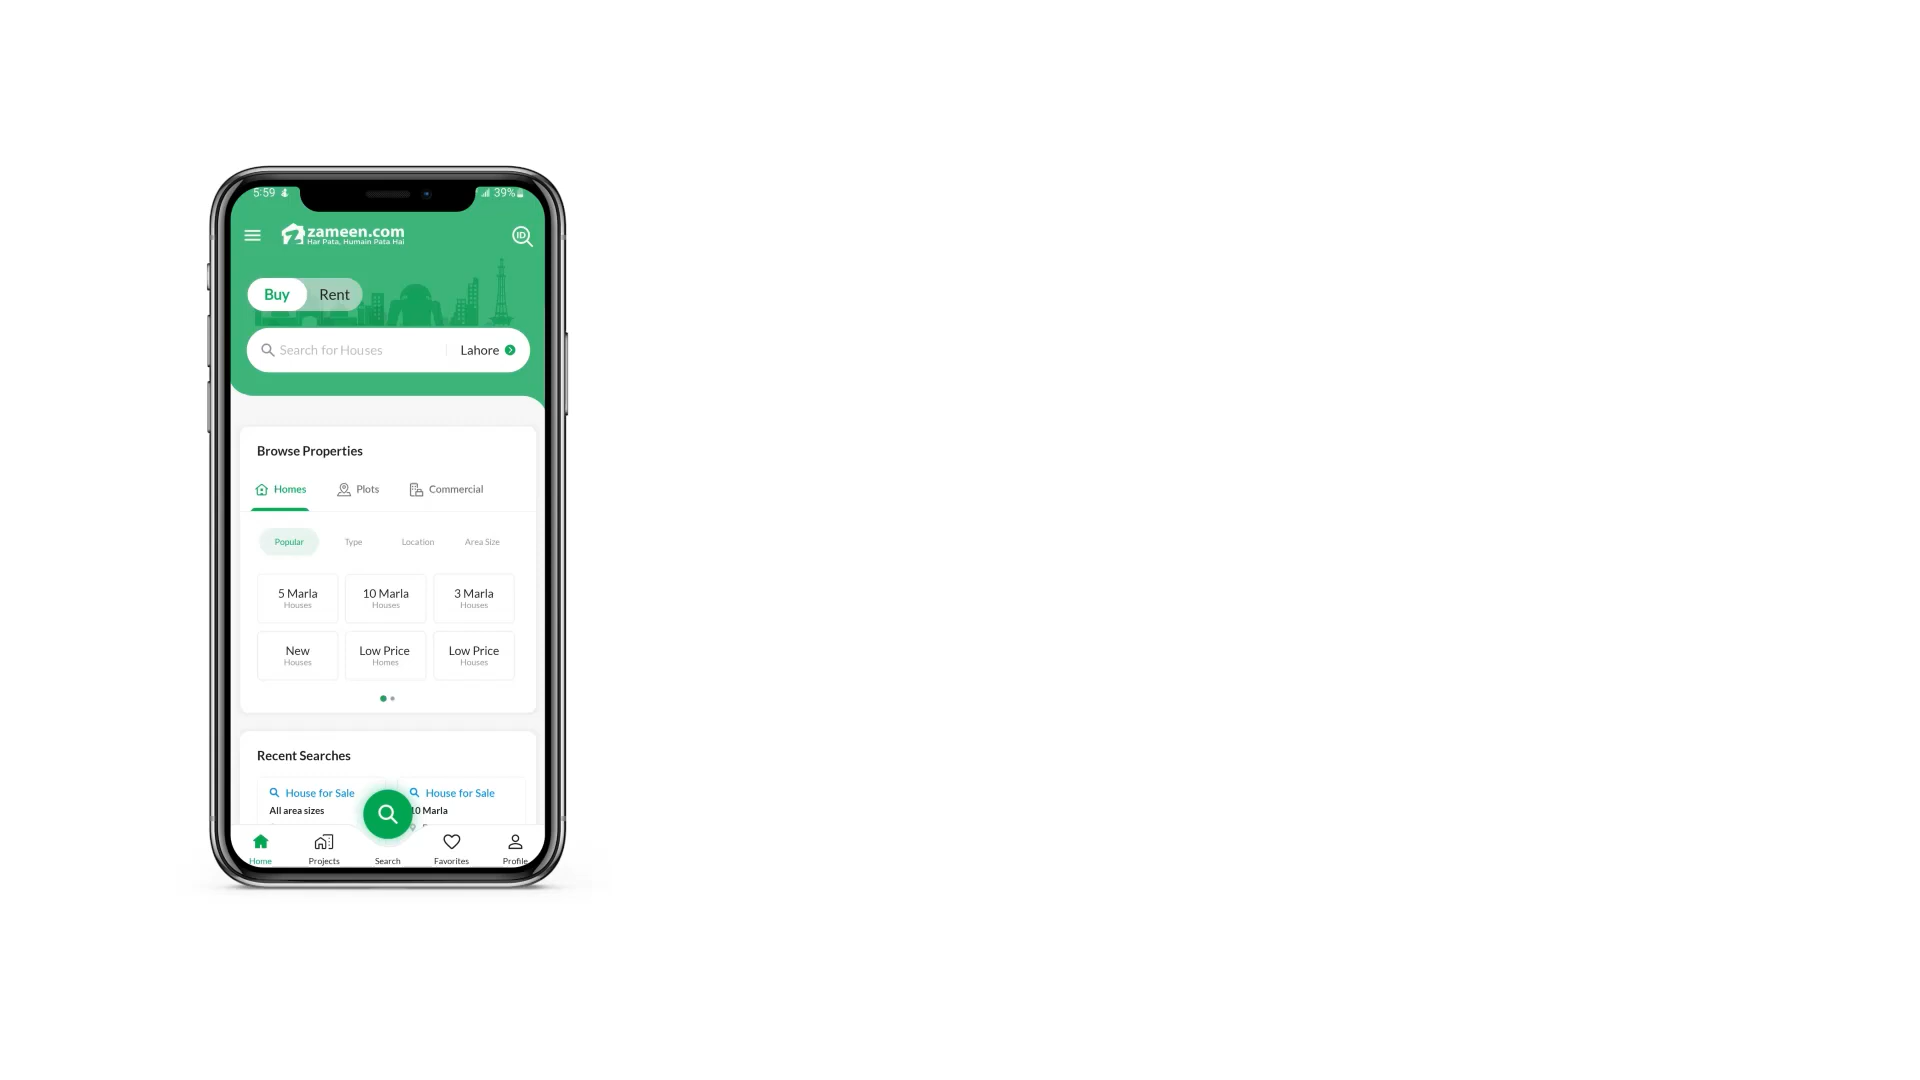 5:59 39%
zameen.com
Har Pata, Humain Pata Hai
ID
Buy Rent
Search for Houses Lahore
Browse Properties
Homes Plots Commercial
Popular Type Location Area Size
5 Marla 10 Marla 3 Marla
Houses Houses Houses
New Low Price Low Price
Houses Homes Houses
Recent Searches
House for Sale House for Sale
All area sizes 10 Marla
Home Projects Search Favorites Profile